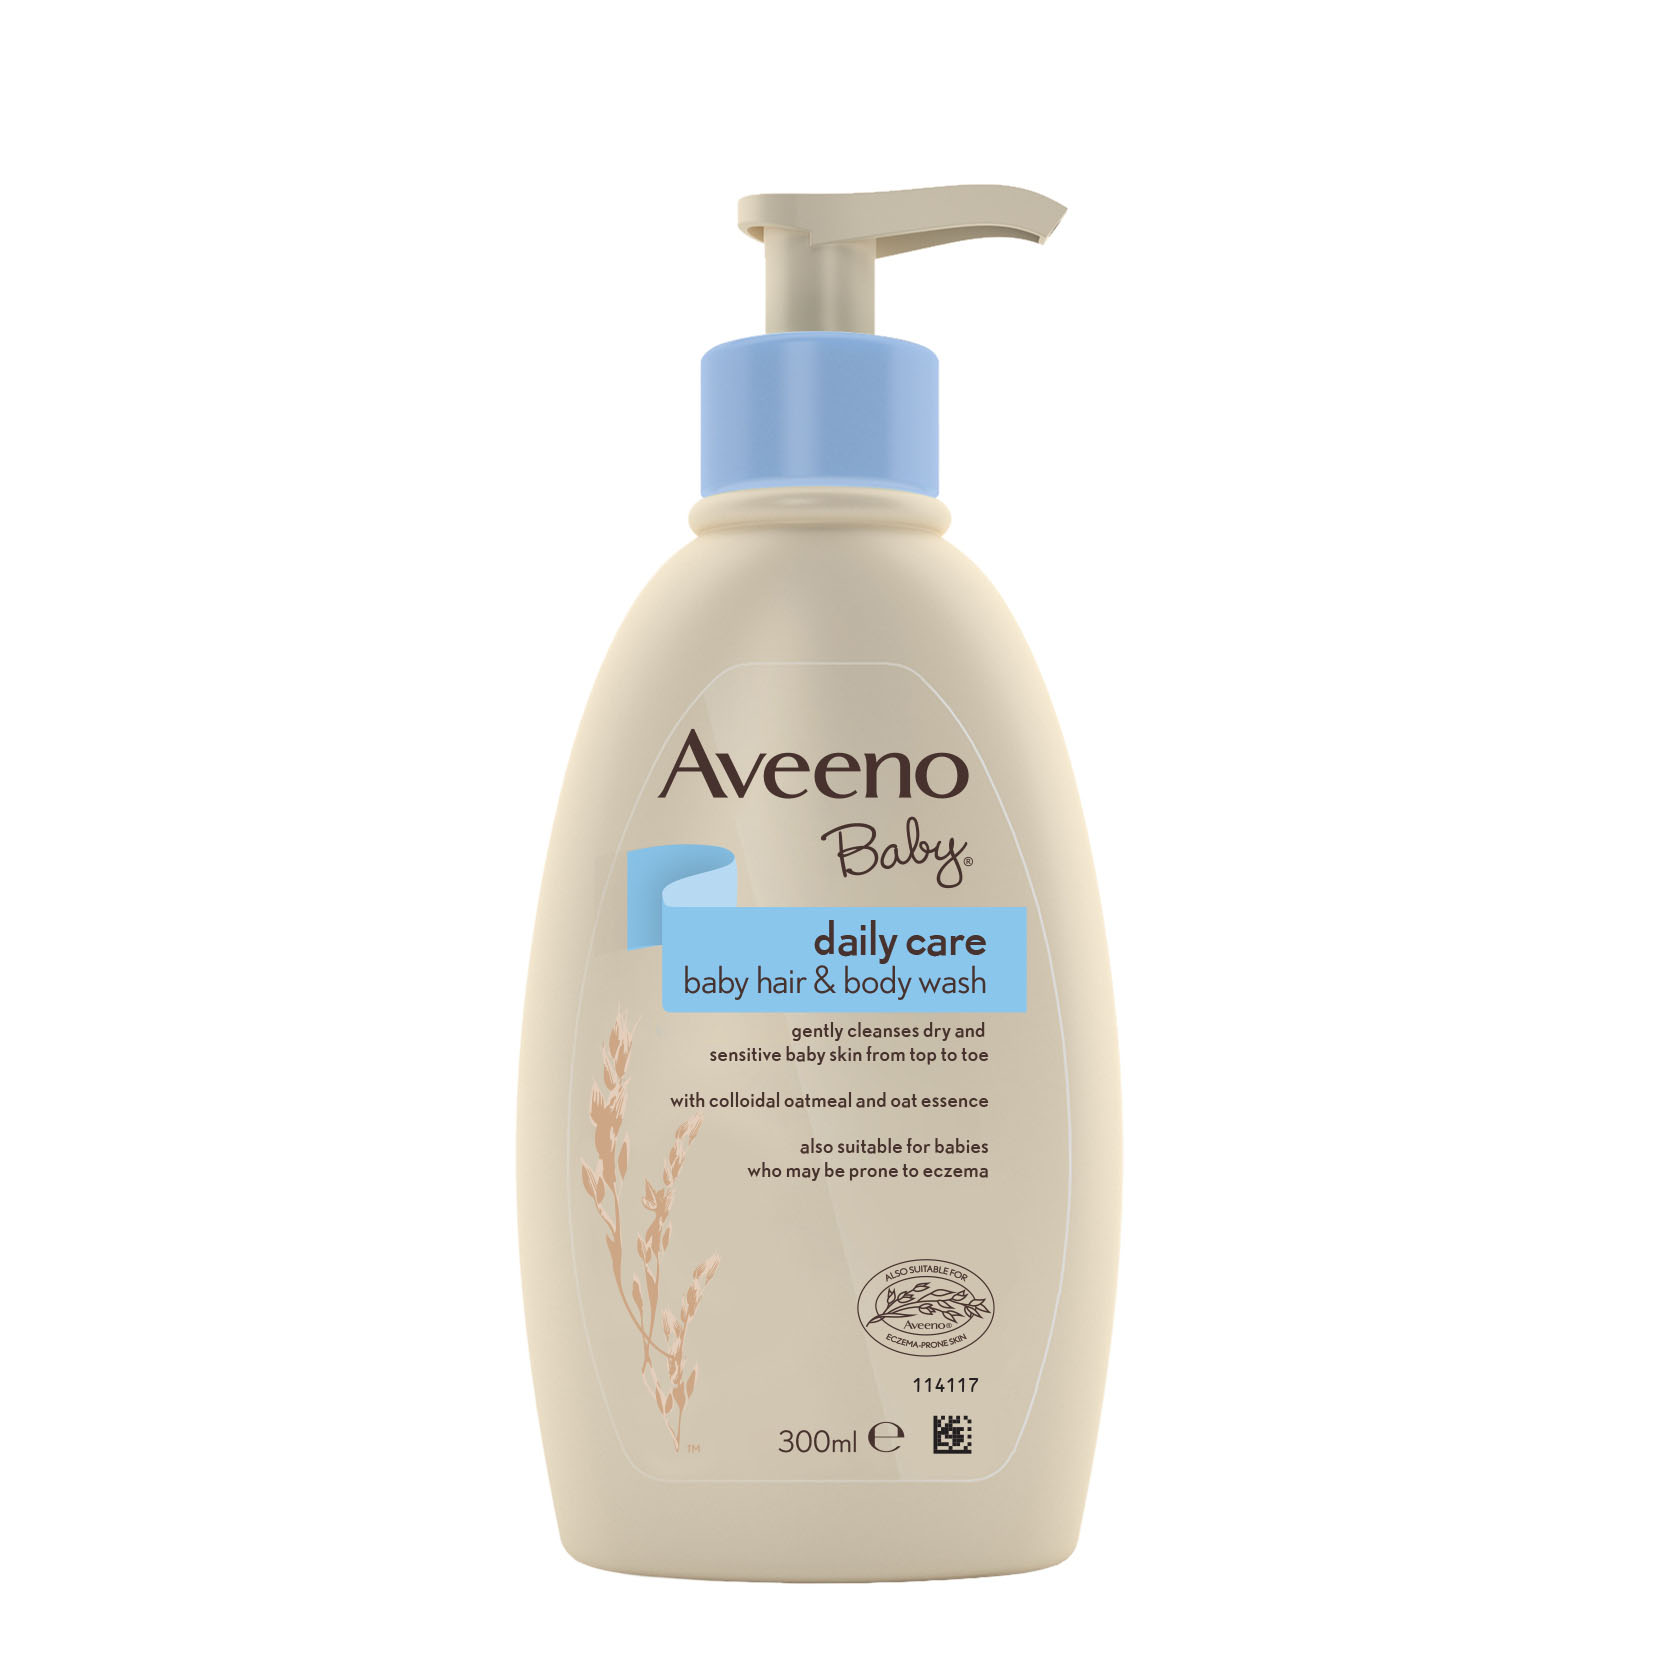 Aveeno
Baby®
daily care
baby hair & body wash
gently cleanses dry and
sensitive baby skin from top to toe
with colloidal oatmeal and oat essence
also suitable for babies
who may be prone to eczema
ALSO SUITABLE FOR
Aveeno®
ECZEMA-PRONE SKIN
114117
300ml ℮
TM